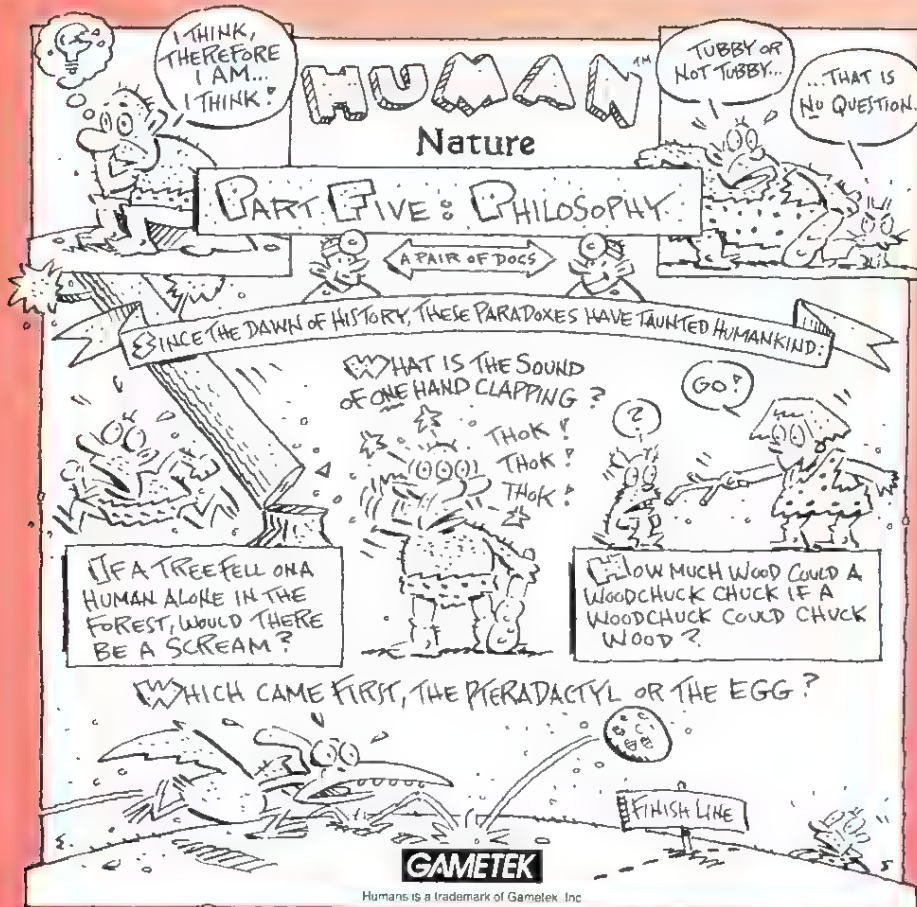 I THINK,
THEREFORE
I AM...
I THINK!
HUMAN™
Nature
TUBBY OR
NOT TUBBY...
...THAT IS
NO QUESTION.
PART FIVE: PHILOSOPHY
A PAIR OF DOCS
SINCE THE DAWN OF HISTORY, THESE PARADOXES HAVE TAUNTED HUMANKIND:
WHAT IS THE SOUND
OF ONE HAND CLAPPING?
THOK!
THOK!
THOK!
?
GO!
IF A TREE FELL ON A
HUMAN ALONE IN THE
FOREST, WOULD THERE
BE A SCREAM?
HOW MUCH WOOD COULD A
WOODCHUCK CHUCK IF A
WOODCHUCK COULD CHUCK
WOOD?
WHICH CAME FIRST, THE PTERADACTYL OR THE EGG?
FINISH LINE
GAMETEK
Humans is a trademark of Gametek, Inc.